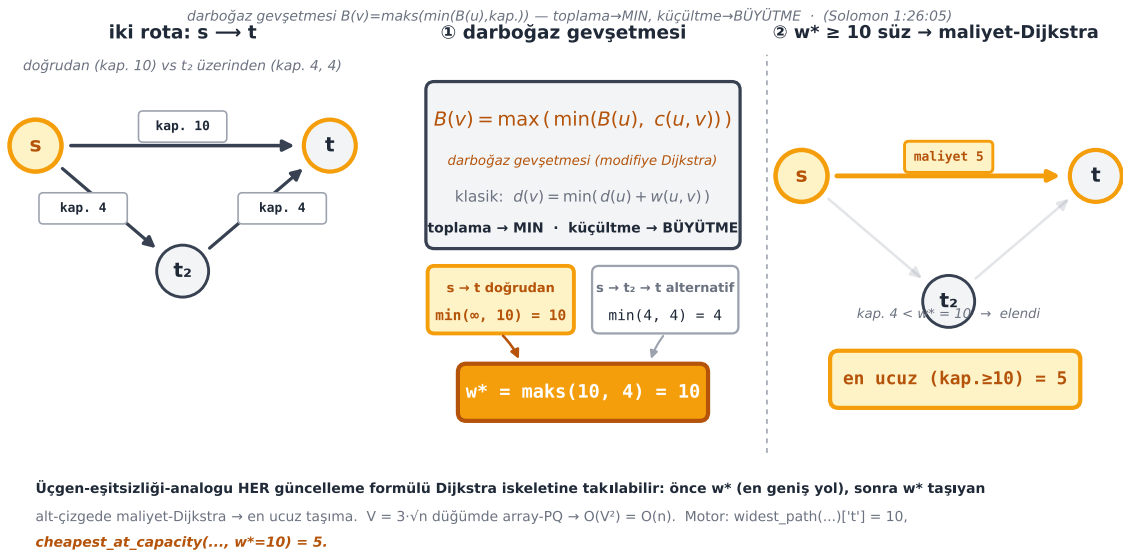 darboğaz gevşetmesi B(v)=maks(min(B(u),kap.)) — toplama→MIN, küçültme→BÜYÜTME · (Solomon 1:26:05)
iki rota: s ⟶ t
doğrudan (kap. 10) vs t₂ üzerinden (kap. 4, 4)
kap. 10
s
t
kap. 4
kap. 4
t₂
① darboğaz gevşetmesi
B(v) = max ( min(B(u), c(u, v)) )
darboğaz gevşetmesi (modifiye Dijkstra)
klasik: d(v) = min( d(u) + w(u, v) )
toplama → MIN · küçültme → BÜYÜTME
s → t doğrudan
min(∞, 10) = 10
s → t₂ → t alternatif
min(4, 4) = 4
w* = maks(10, 4) = 10
② w* ≥ 10 süz → maliyet-Dijkstra
maliyet 5
s
t
t₂
kap. 4 < w* = 10 → elendi
en ucuz (kap.≥10) = 5
Üçgen-eşitsizliği-analogu HER güncelleme formülü Dijkstra iskeletine takılabilir: önce w* (en geniş yol), sonra w* taşıyan
alt-çizgede maliyet-Dijkstra → en ucuz taşıma. V = 3·√n düğümde array-PQ → O(V²) = O(n). Motor: widest_path(...)['t'] = 10,
cheapest_at_capacity(..., w*=10) = 5.